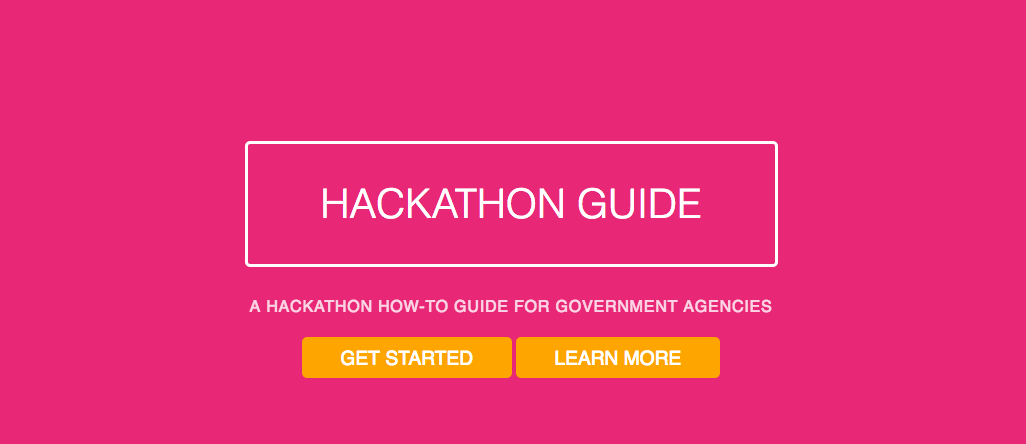 HACKATHON GUIDE
A HACKATHON HOW-TO GUIDE FOR GOVERNMENT AGENCIES
GET STARTED
LEARN MORE